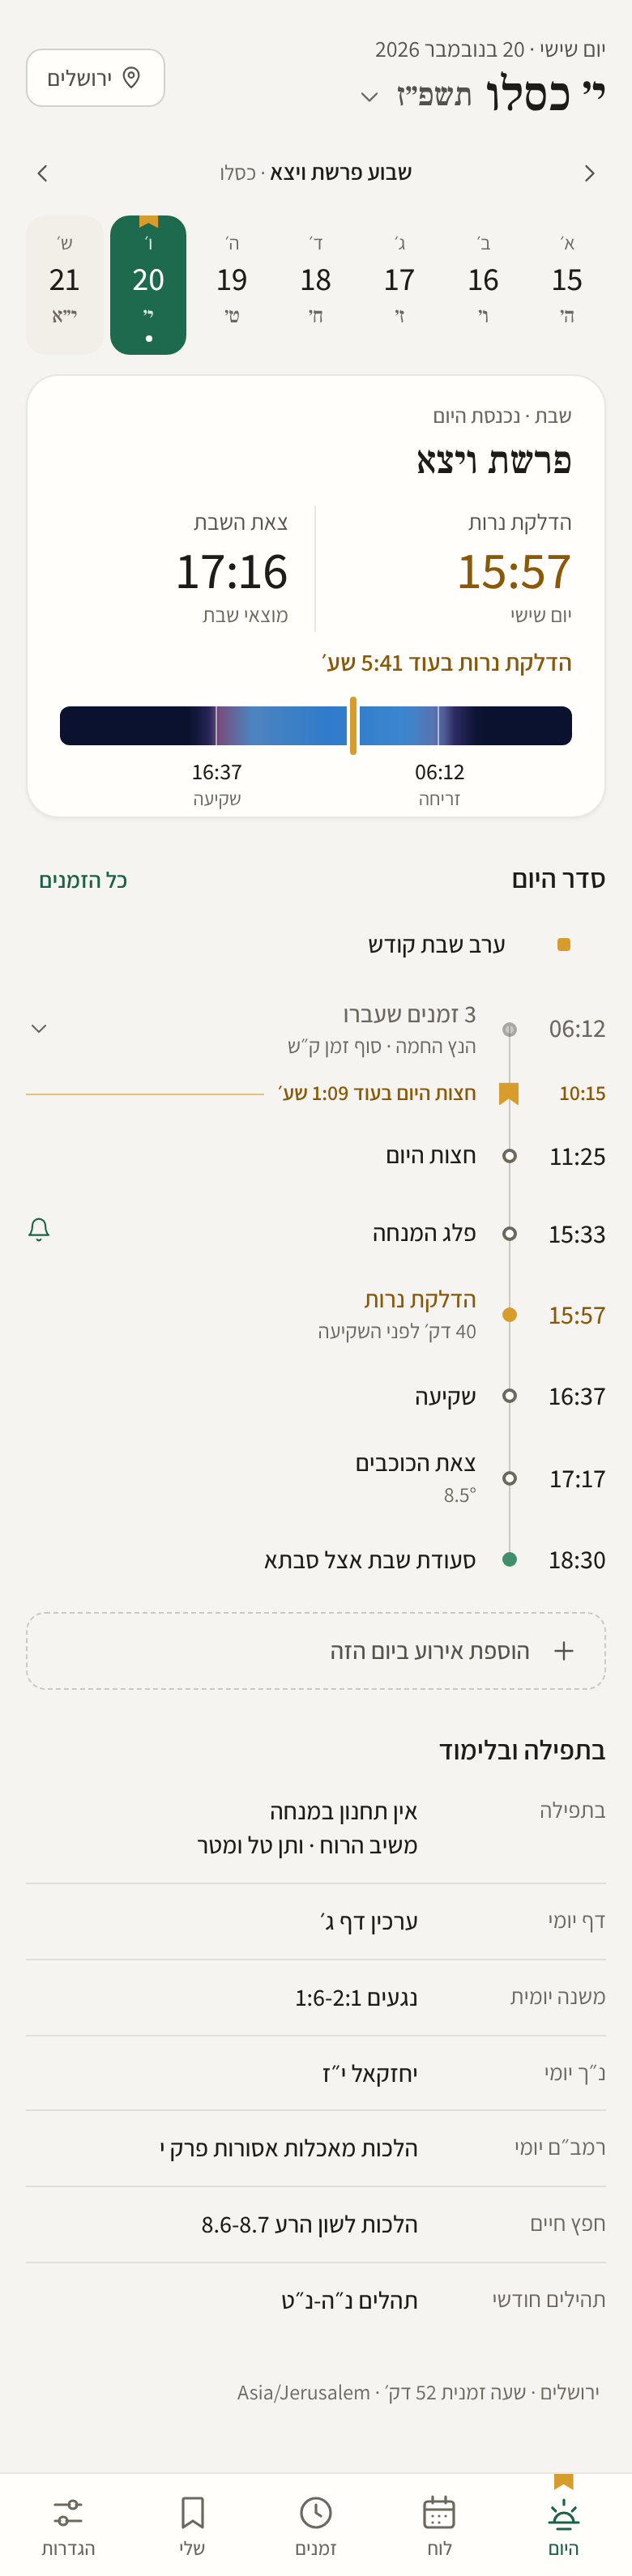 יום שישי · 20 בנובמבר 2026
י׳ כסלו תשפ״ז
ירושלים
שבוע פרשת ויצא · כסלו
א׳ ב׳ ג׳ ד׳ ה׳ ו׳ ש׳
15 16 17 18 19 20 21
ה׳ ו׳ ז׳ ח׳ ט׳ י׳ י״א
שבת · נכנסת היום
פרשת ויצא
הדלקת נרות
15:57
יום שישי
צאת השבת
17:16
מוצאי שבת
הדלקת נרות בעוד 5:41 שע׳
06:12
זריחה
16:37
שקיעה
סדר היום
כל הזמנים
ערב שבת קודש
06:12 3 זמנים שעברו
הנץ החמה · סוף זמן ק״ש
10:15 חצות היום בעוד 1:09 שע׳
11:25 חצות היום
15:33 פלג המנחה
15:57 הדלקת נרות
40 דק׳ לפני השקיעה
16:37 שקיעה
17:17 צאת הכוכבים
8.5°
18:30 סעודת שבת אצל סבתא
הוספת אירוע ביום הזה
בתפילה ובלימוד
בתפילה אין תחנון במנחה
משיב הרוח · ותן טל ומטר
דף יומי ערכין דף ג׳
משנה יומית נגעים 1:6-2:1
נ״ך יומי יחזקאל י״ז
רמב״ם יומי הלכות מאכלות אסורות פרק י
חפץ חיים הלכות לשון הרע 8.6-8.7
תהילים חודשי תהלים נ״ה-נ״ט
ירושלים · שעה זמנית 52 דק׳ · Asia/Jerusalem
היום לוח זמנים שלי הגדרות